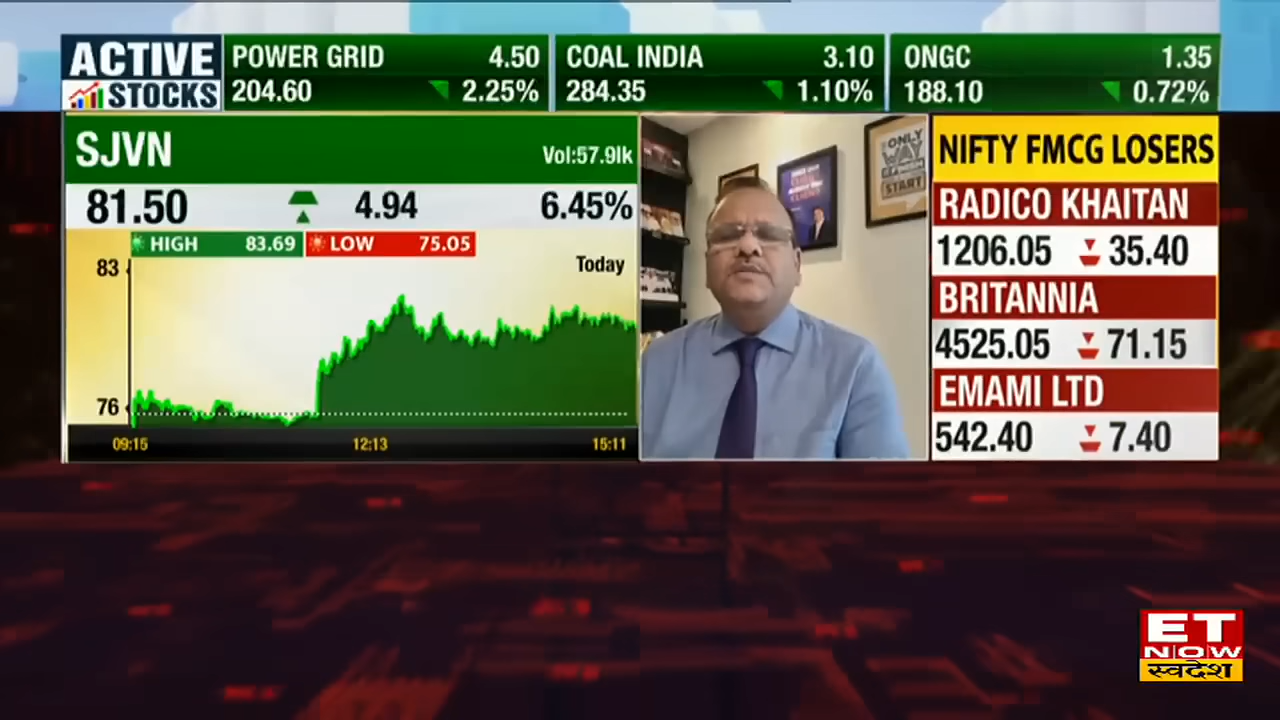 ACTIVE
STOCKS
POWER GRID 4.50
204.60 2.25%
COAL INDIA 3.10
284.35 1.10%
ONGC 1.35
188.10 0.72%
SJVN
Vol:57.9lk
81.50 4.94 6.45%
HIGH 83.69 LOW 75.05
Today
83
76
09:15 12:13 15:11
ONLY
WAY
START
NIFTY FMCG LOSERS
RADICO KHAITAN
1206.05 35.40
BRITANNIA
4525.05 71.15
EMAMI LTD
542.40 7.40
ET
NOW
स्वदेश